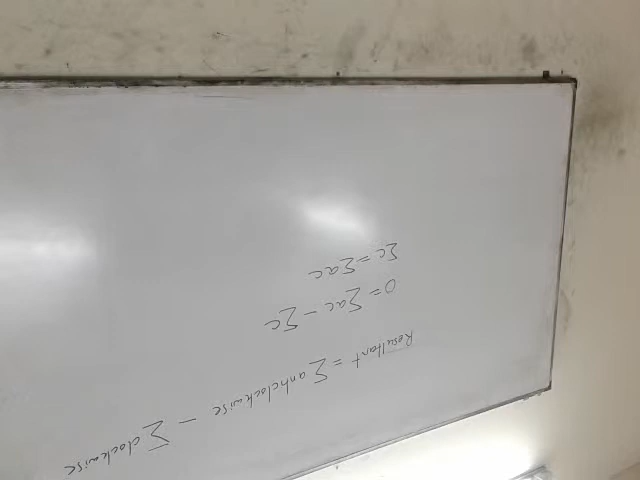 Resultant = Σ anticlockwise - Σ clockwise
0 = Σac - Σc
Σc = Σac